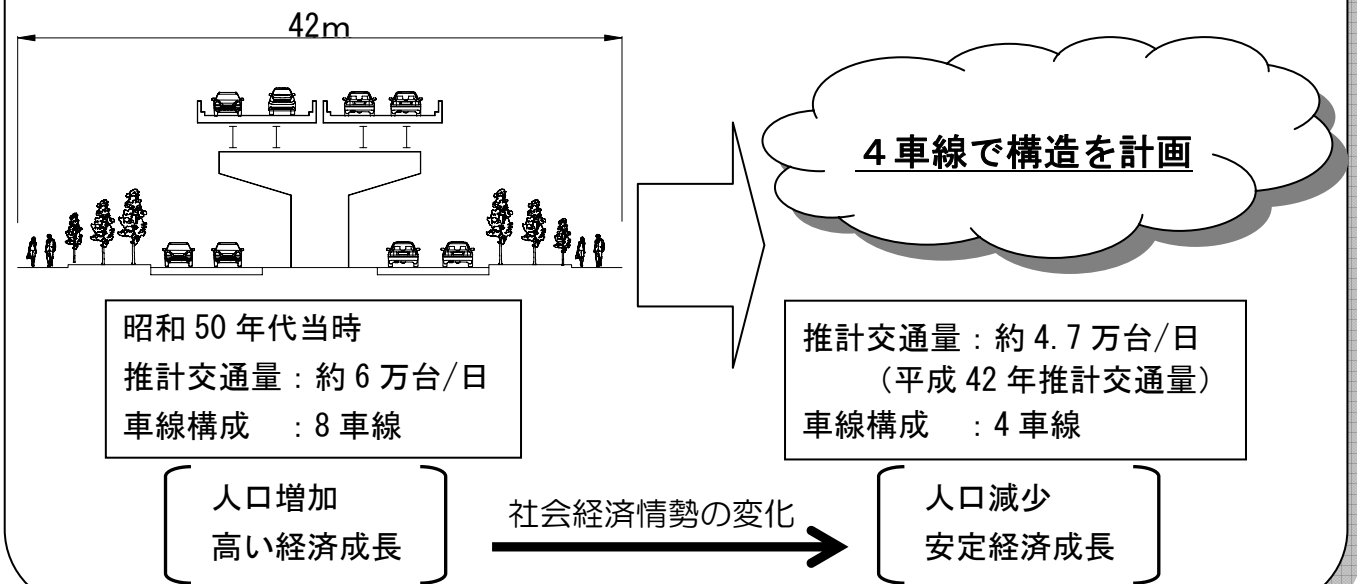 42m
４車線で構造を計画
昭和 50 年代当時
推計交通量：約 6 万台/日
車線構成　：8 車線
推計交通量：約 4.7 万台/日
（平成 42 年推計交通量）
車線構成　：4 車線
人口増加
高い経済成長
社会経済情勢の変化
人口減少
安定経済成長